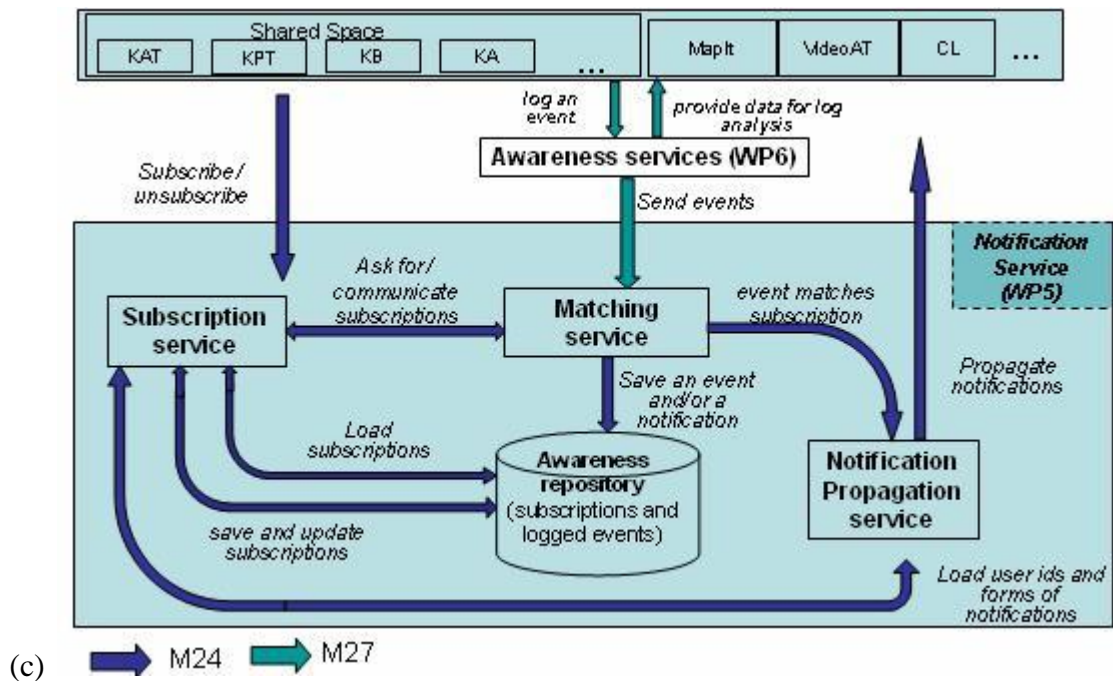 Shared Space
KAT
KPT
KB
KA
...
MapIt
VideoAT
CL
...
log an
event
provide data for log
analysis
Awareness services (WP6)
Subscribe/
unsubscribe
Send events
Notification
Service
(WP5)
Ask for/
communicate
subscriptions
Subscription
service
Matching
service
event matches
subscription
Save an event
and/or a
notification
Propagate
notifications
Load
subscriptions
Awareness
repository
(subscriptions and
logged events)
Notification
Propagation
service
save and update
subscriptions
Load user ids and
forms of
notifications
(c)
M24
M27